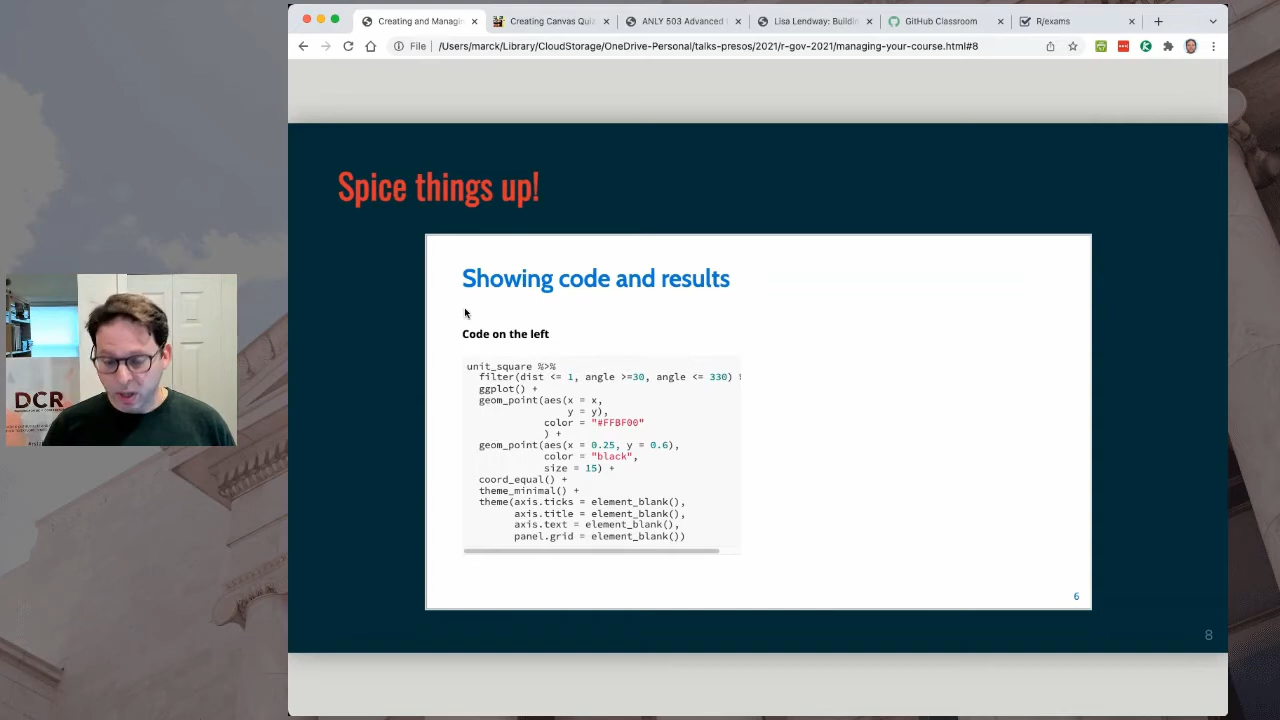 Creating and Managin
Creating Canvas Quiz
ANLY 503 Advanced
Lisa Lendway: Buildin
GitHub Classroom
R/exams
File
/Users/marck/Library/CloudStorage/OneDrive-Personal/talks-presos/2021/r-gov-2021/managing-your-course.html#8
Spice things up!
Showing code and results
Code on the left
unit_square %>%
filter(dist <= 1, angle >=30, angle <= 330)
ggplot() +
geom_point(aes(x = x,
y = y),
color = "#FFBF00"
) +
geom_point(aes(x = 0.25, y = 0.6),
color = "black",
size = 15) +
coord_equal() +
theme_minimal() +
theme(axis.ticks = element_blank(),
axis.title = element_blank(),
axis.text = element_blank(),
panel.grid = element_blank())
6
8
DCR